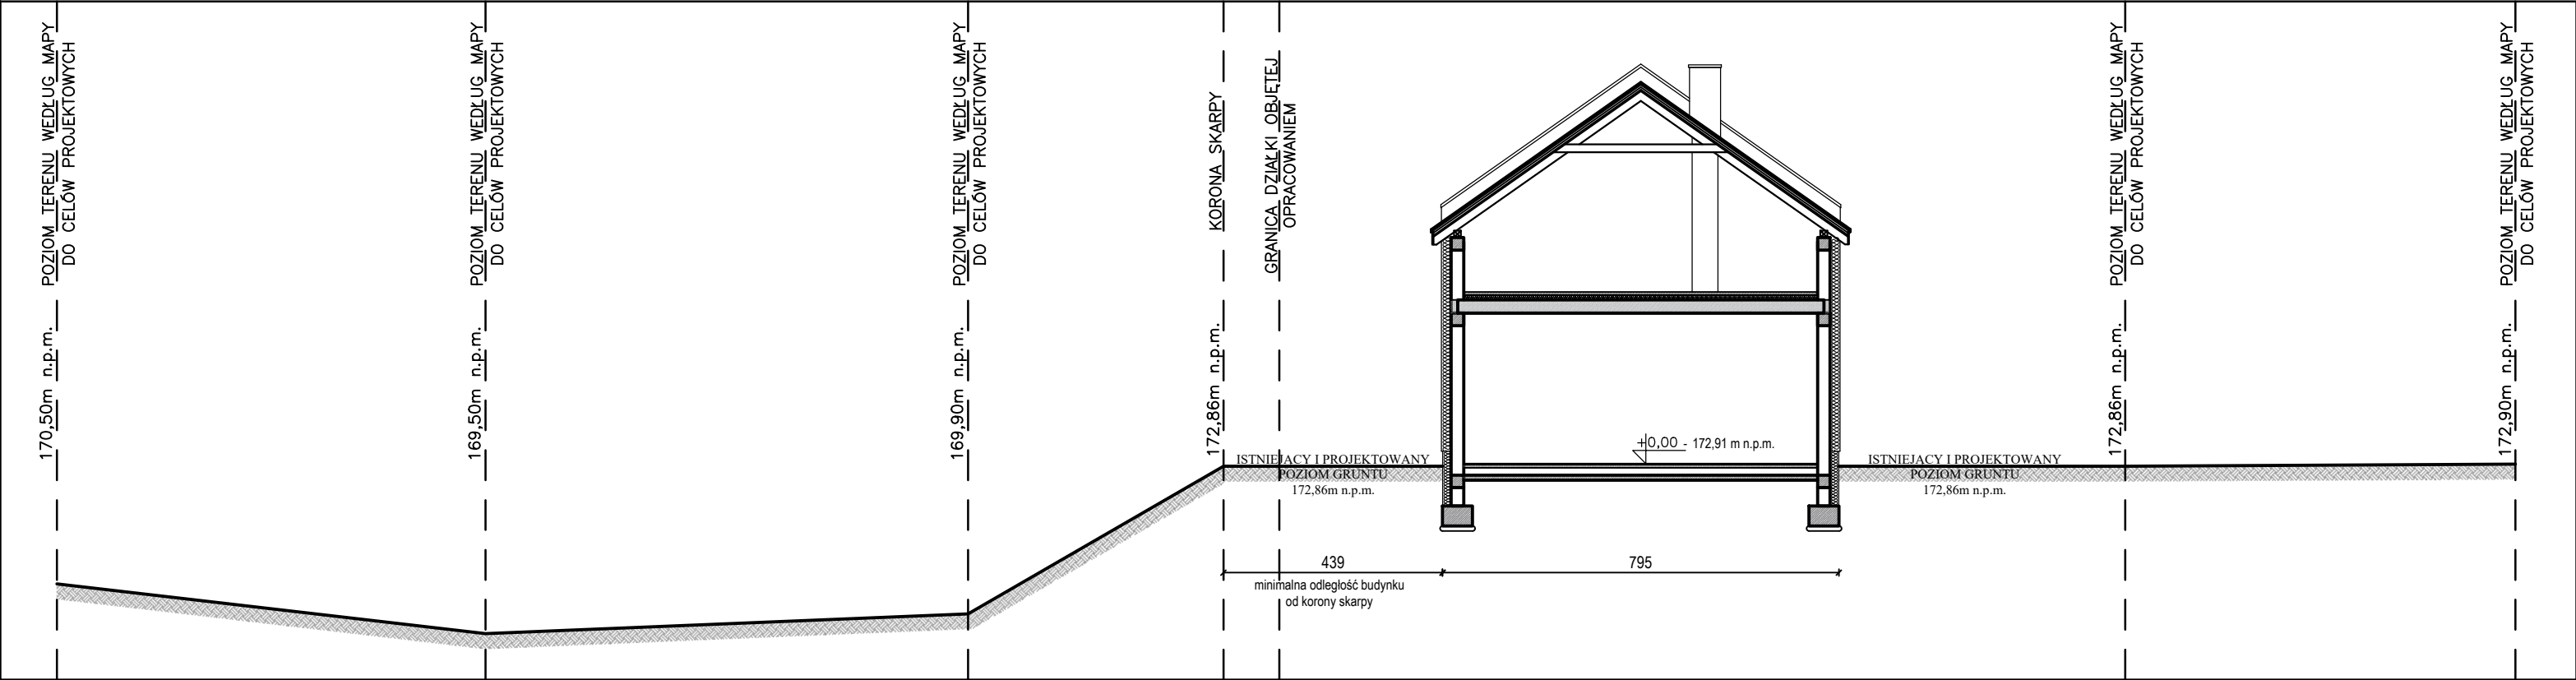 POZIOM TERENU WEDŁUG MAPY
DO CELÓW PROJEKTOWYCH
170,50m n.p.m.
POZIOM TERENU WEDŁUG MAPY
DO CELÓW PROJEKTOWYCH
169,50m n.p.m.
POZIOM TERENU WEDŁUG MAPY
DO CELÓW PROJEKTOWYCH
169,90m n.p.m.
KORONA SKARPY
172,86m n.p.m.
GRANICA DZIAŁKI OBJĘTEJ
OPRACOWANIEM
ISTNIEJACY I PROJEKTOWANY
POZIOM GRUNTU
172,86m n.p.m.
439
minimalna odległość budynku
od korony skarpy
+0,00 - 172,91 m n.p.m.
795
ISTNIEJACY I PROJEKTOWANY
POZIOM GRUNTU
172,86m n.p.m.
POZIOM TERENU WEDŁUG MAPY
DO CELÓW PROJEKTOWYCH
172,86m n.p.m.
POZIOM TERENU WEDŁUG MAPY
DO CELÓW PROJEKTOWYCH
172,90m n.p.m.